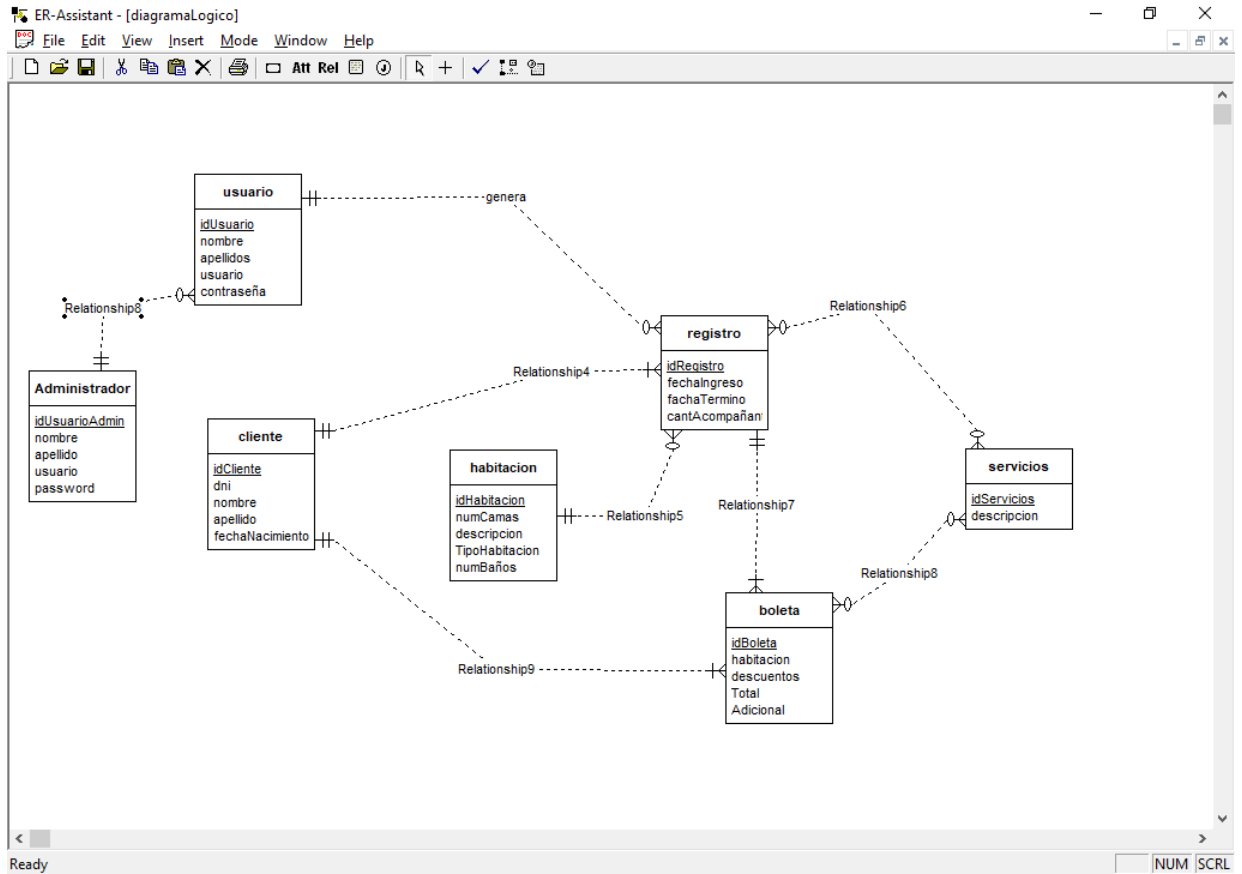 ER-Assistant - [diagramaLogico]
File Edit View Insert Mode Window Help
Att Rel
usuario
idUsuario
nombre
apellidos
usuario
contraseña
genera
Relationship8
Administrador
idUsuarioAdmin
nombre
apellido
usuario
password
Relationship4
cliente
idCliente
dni
nombre
apellido
fechaNacimiento
habitacion
idHabitacion
numCamas
descripcion
TipoHabitacion
numBaños
Relationship5
registro
idRegistro
fechaIngreso
fachaTermino
cantAcompañan
Relationship6
Relationship7
servicios
idServicios
descripcion
Relationship8
boleta
idBoleta
habitacion
descuentos
Total
Adicional
Relationship9
Ready
NUM SCRL